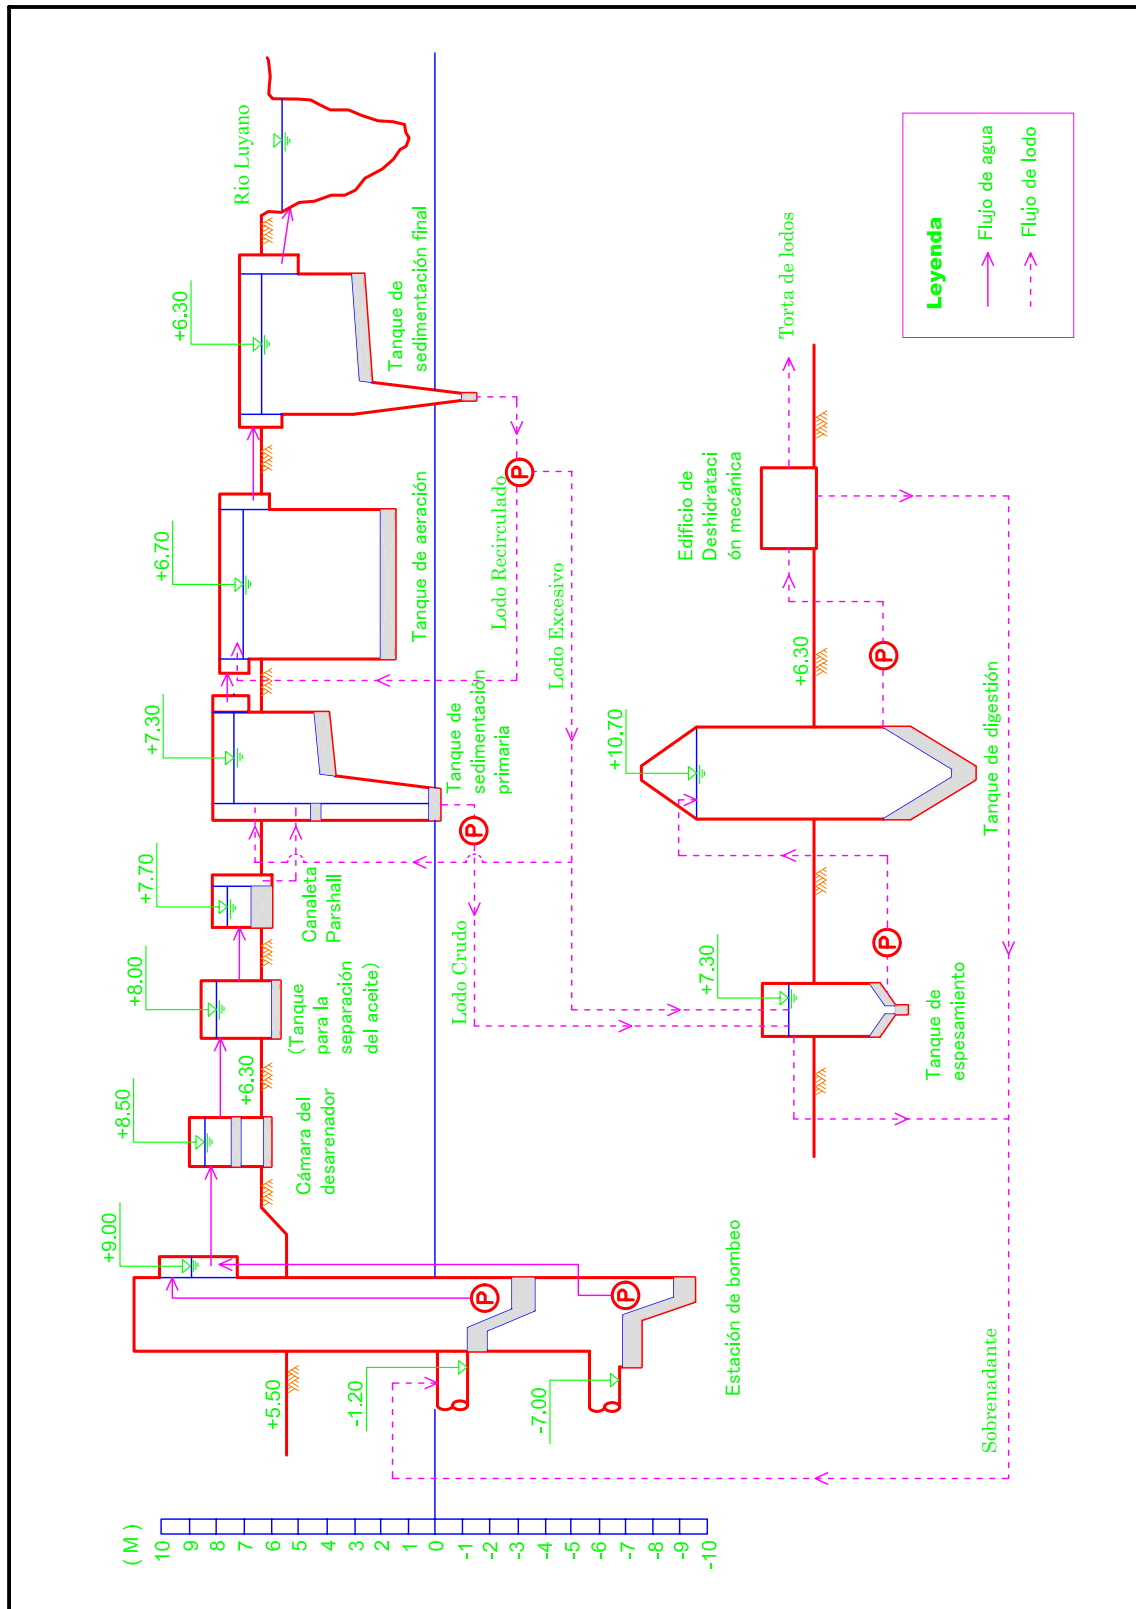 ( M )
10
9
8
7
6
5
4
3
2
1
0
-1
-2
-3
-4
-5
-6
-7
-8
-9
-10
+5.50
-1.20
-7.00
+9.00
Estación de bombeo
+8.50
Cámara del
desarenador
+6.30
+8.00
(Tanque
para la
separación
del aceite)
+7.70
Canaleta
Parshall
+7.30
Tanque de
sedimentación
primaria
+6.70
Tanque de aeración
+6.30
Tanque de
sedimentación final
Rio Luyano
Lodo Crudo
Lodo Recirculado
Lodo Excesivo
P
P
P
P
+7.30
Tanque de
espesamiento
P
+10.70
Tanque de digestión
+6.30
P
Edificio de
Deshidrataci
ón mecánica
Torta de lodos
Sobrenadante
Leyenda
Flujo de agua
Flujo de lodo